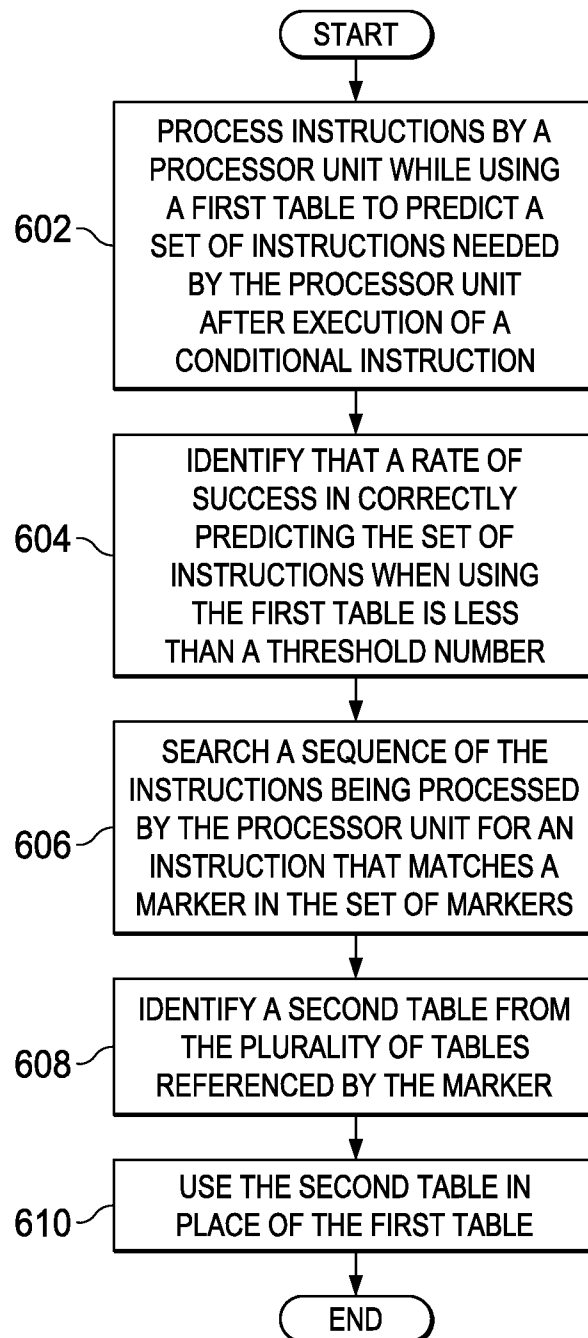 START
PROCESS INSTRUCTIONS BY A
PROCESSOR UNIT WHILE USING
A FIRST TABLE TO PREDICT A
SET OF INSTRUCTIONS NEEDED
BY THE PROCESSOR UNIT
AFTER EXECUTION OF A
CONDITIONAL INSTRUCTION
602
IDENTIFY THAT A RATE OF
SUCCESS IN CORRECTLY
PREDICTING THE SET OF
INSTRUCTIONS WHEN USING
THE FIRST TABLE IS LESS
THAN A THRESHOLD NUMBER
604
SEARCH A SEQUENCE OF THE
INSTRUCTIONS BEING PROCESSED
BY THE PROCESSOR UNIT FOR AN
INSTRUCTION THAT MATCHES A
MARKER IN THE SET OF MARKERS
606
IDENTIFY A SECOND TABLE FROM
THE PLURALITY OF TABLES
REFERENCED BY THE MARKER
608
USE THE SECOND TABLE IN
PLACE OF THE FIRST TABLE
610
END